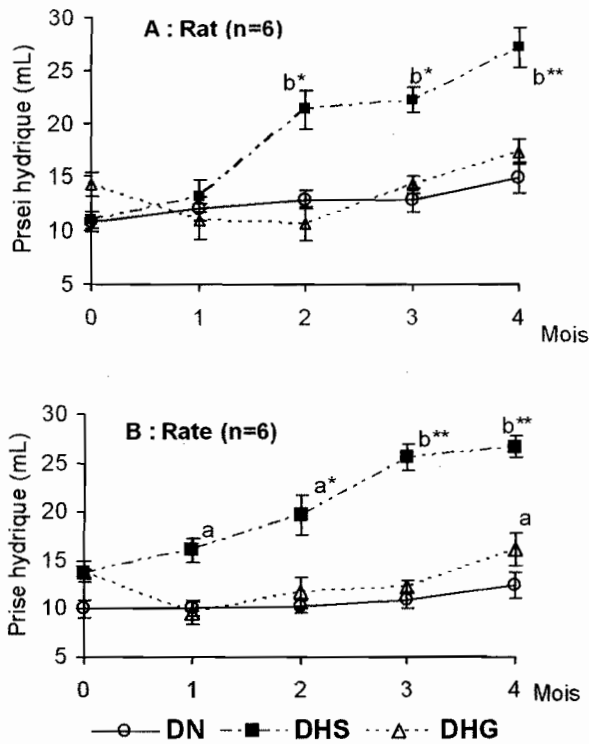 A : Rat (n=6)
Prsei hydrique (mL)
30
25
20
15
10
5
b*
b*
b**
0 1 2 3 4 Mois
B : Rate (n=6)
Prise hydrique (mL)
30
25
20
15
10
5
a
a*
b**
b**
a
0 1 2 3 4 Mois
DN DHS DHG